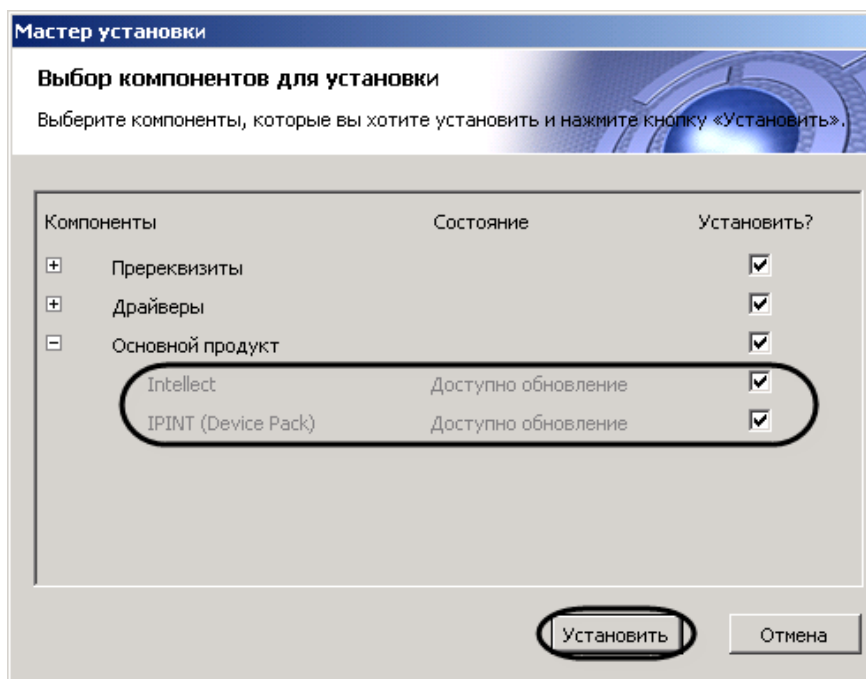 Мастер установки
Выбор компонентов для установки
Выберите компоненты, которые вы хотите установить и нажмите кнопку «Установить».
Компоненты Состояние Установить?
Пререквизиты
Драйверы
Основной продукт
Intellect Доступно обновление
IPINT (Device Pack) Доступно обновление
Установить Отмена